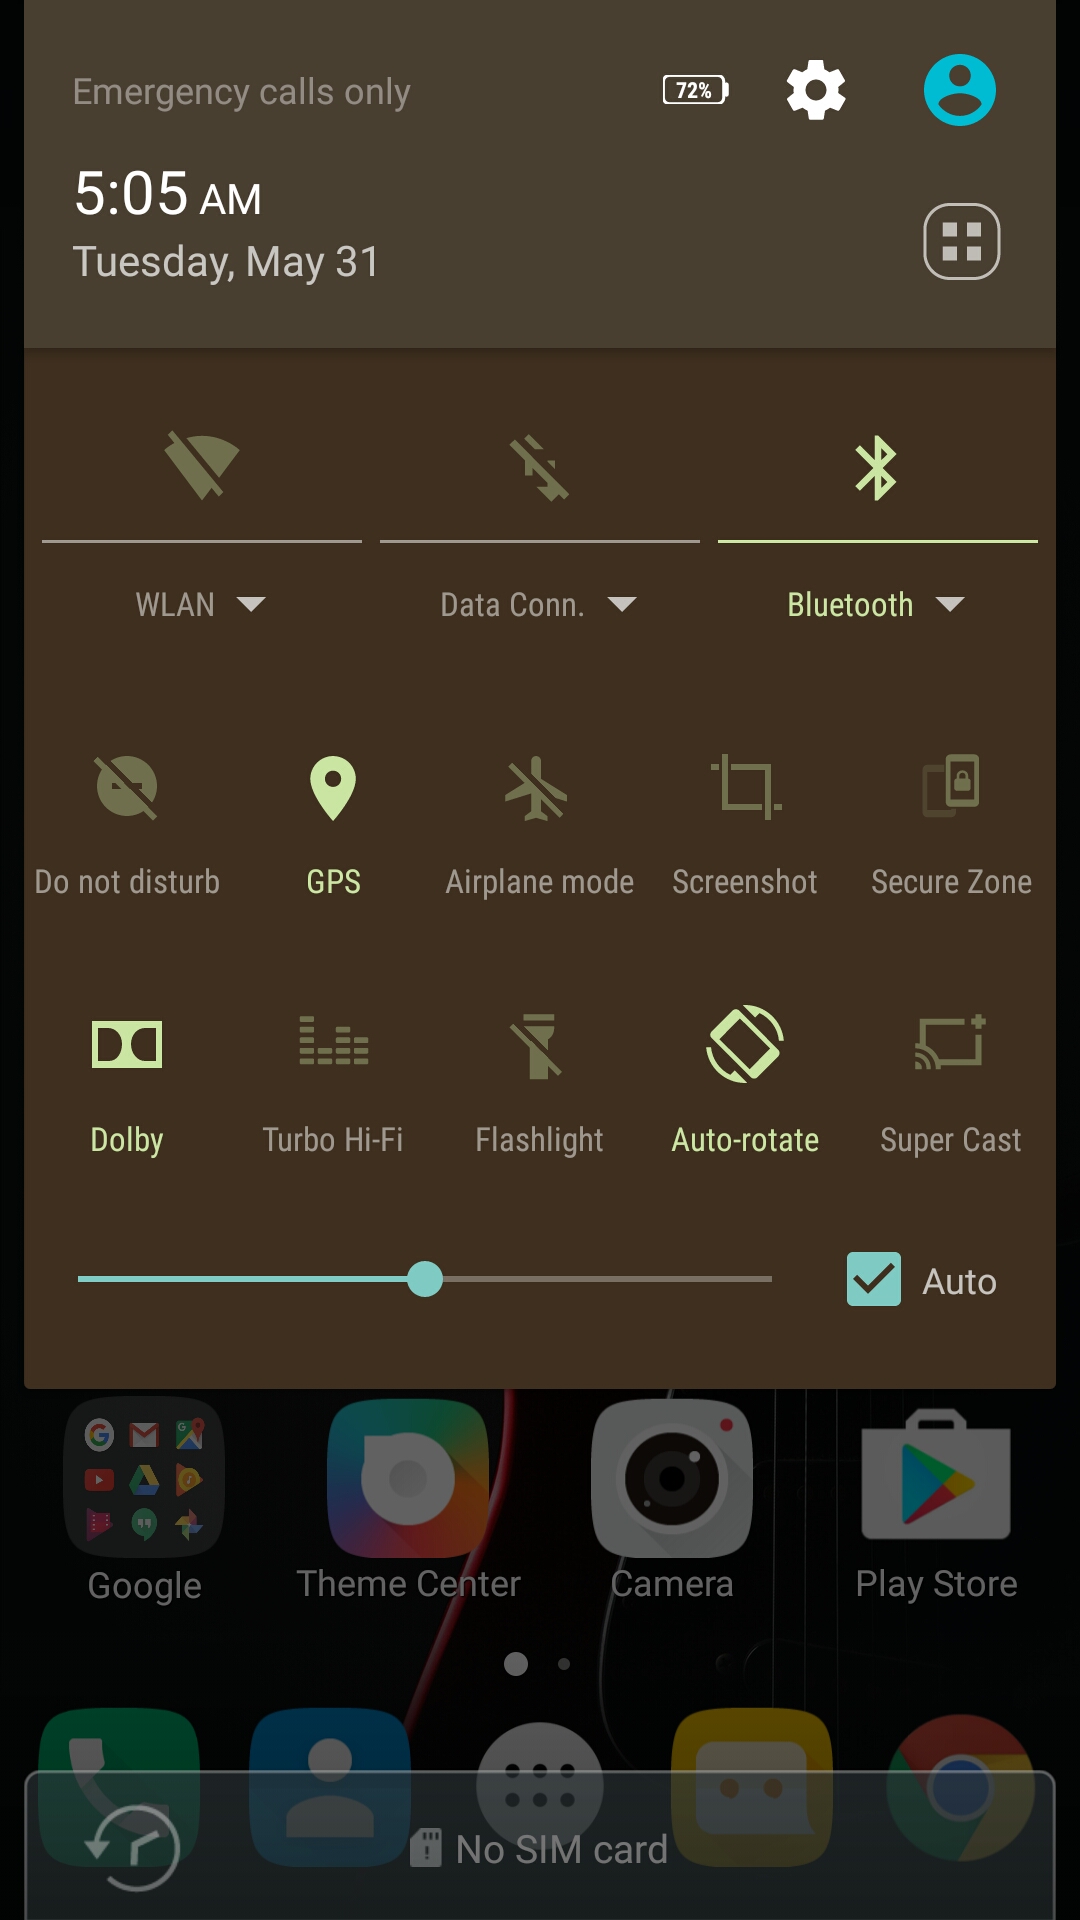 Emergency calls only
72%
5:05 AM
Tuesday, May 31
WLAN
Data Conn.
Bluetooth
Do not disturb
GPS
Airplane mode
Screenshot
Secure Zone
Dolby
Turbo Hi-Fi
Flashlight
Auto-rotate
Super Cast
Auto
Google
Theme Center
Camera
Play Store
No SIM card